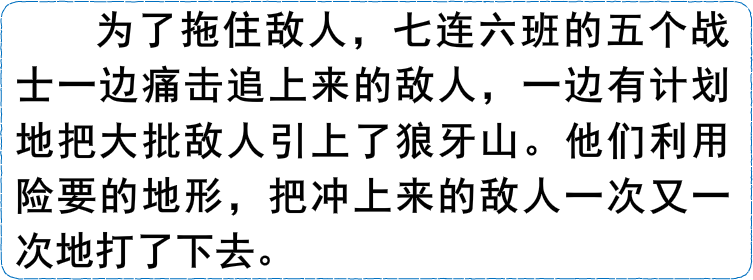 为了拖住敌人，七连六班的五个战
士一边痛击追上来的敌人，一边有计划
地把大批敌人引上了狼牙山。他们利用
险要的地形，把冲上来的敌人一次又一
次地打了下去。